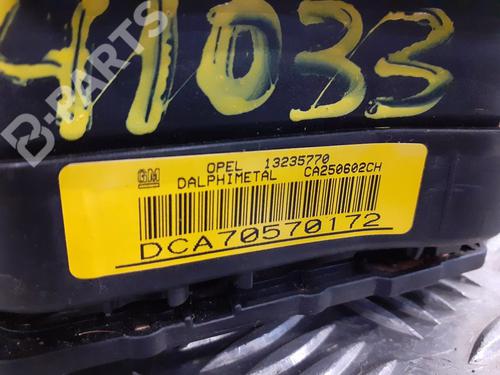 41033
B-PARTS
GM OPEL 13235770
DALPHIMETAL CA250602CH
DCA70570172